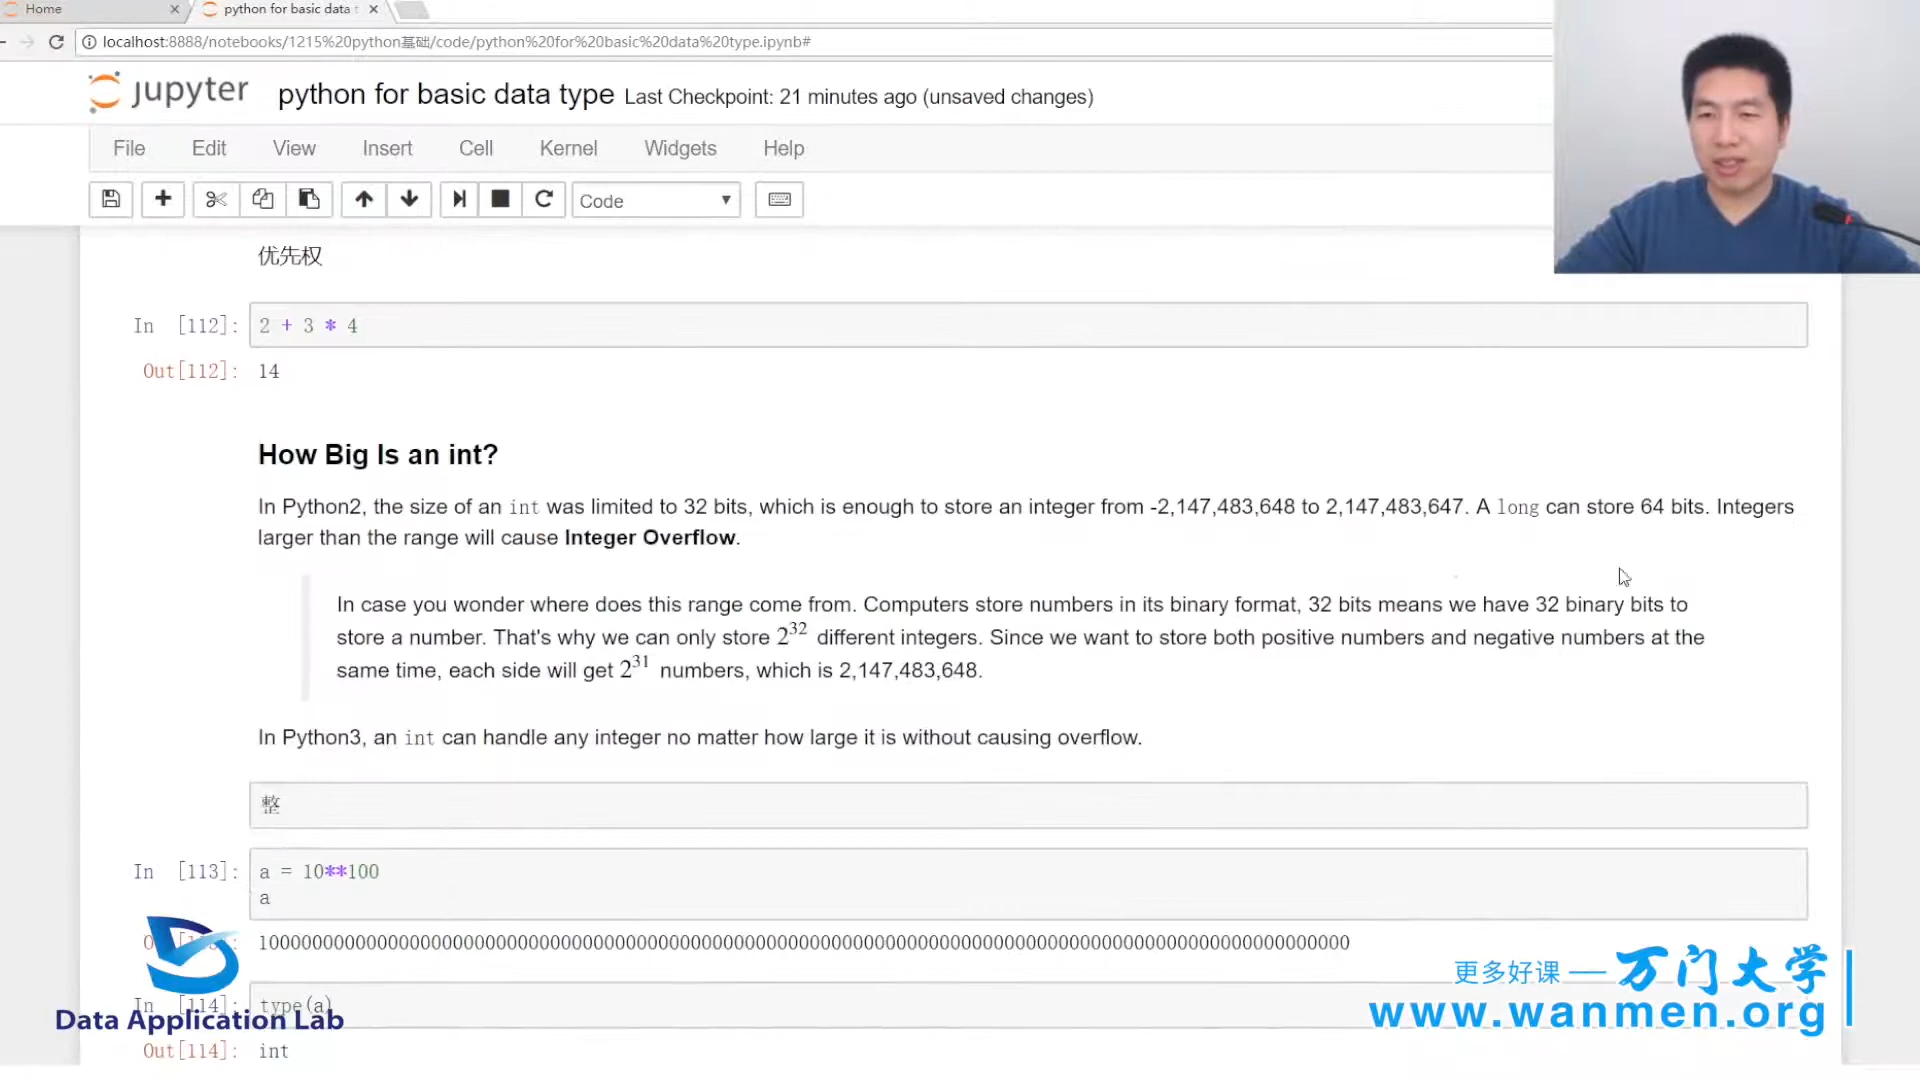 Home
python for basic data t
localhost:8888/notebooks/1215%20python基础/code/python%20for%20basic%20data%20type.ipynb#
jupyter python for basic data type Last Checkpoint: 21 minutes ago (unsaved changes)
File Edit View Insert Cell Kernel Widgets Help
Code
优先权
In [112]: 2 + 3 * 4
Out[112]: 14
How Big Is an int?
In Python2, the size of an int was limited to 32 bits, which is enough to store an integer from -2,147,483,648 to 2,147,483,647. A long can store 64 bits. Integers
larger than the range will cause Integer Overflow.
In case you wonder where does this range come from. Computers store numbers in its binary format, 32 bits means we have 32 binary bits to
store a number. That's why we can only store 2^32 different integers. Since we want to store both positive numbers and negative numbers at the
same time, each side will get 2^31 numbers, which is 2,147,483,648.
In Python3, an int can handle any integer no matter how large it is without causing overflow.
整
In [113]: a = 10**100
a
10000000000000000000000000000000000000000000000000000000000000000000000000000000000000000000000000000
In [114]: type(a)
Data Application Lab
Out[114]: int
更多好课 — 万门大学
www.wanmen.org